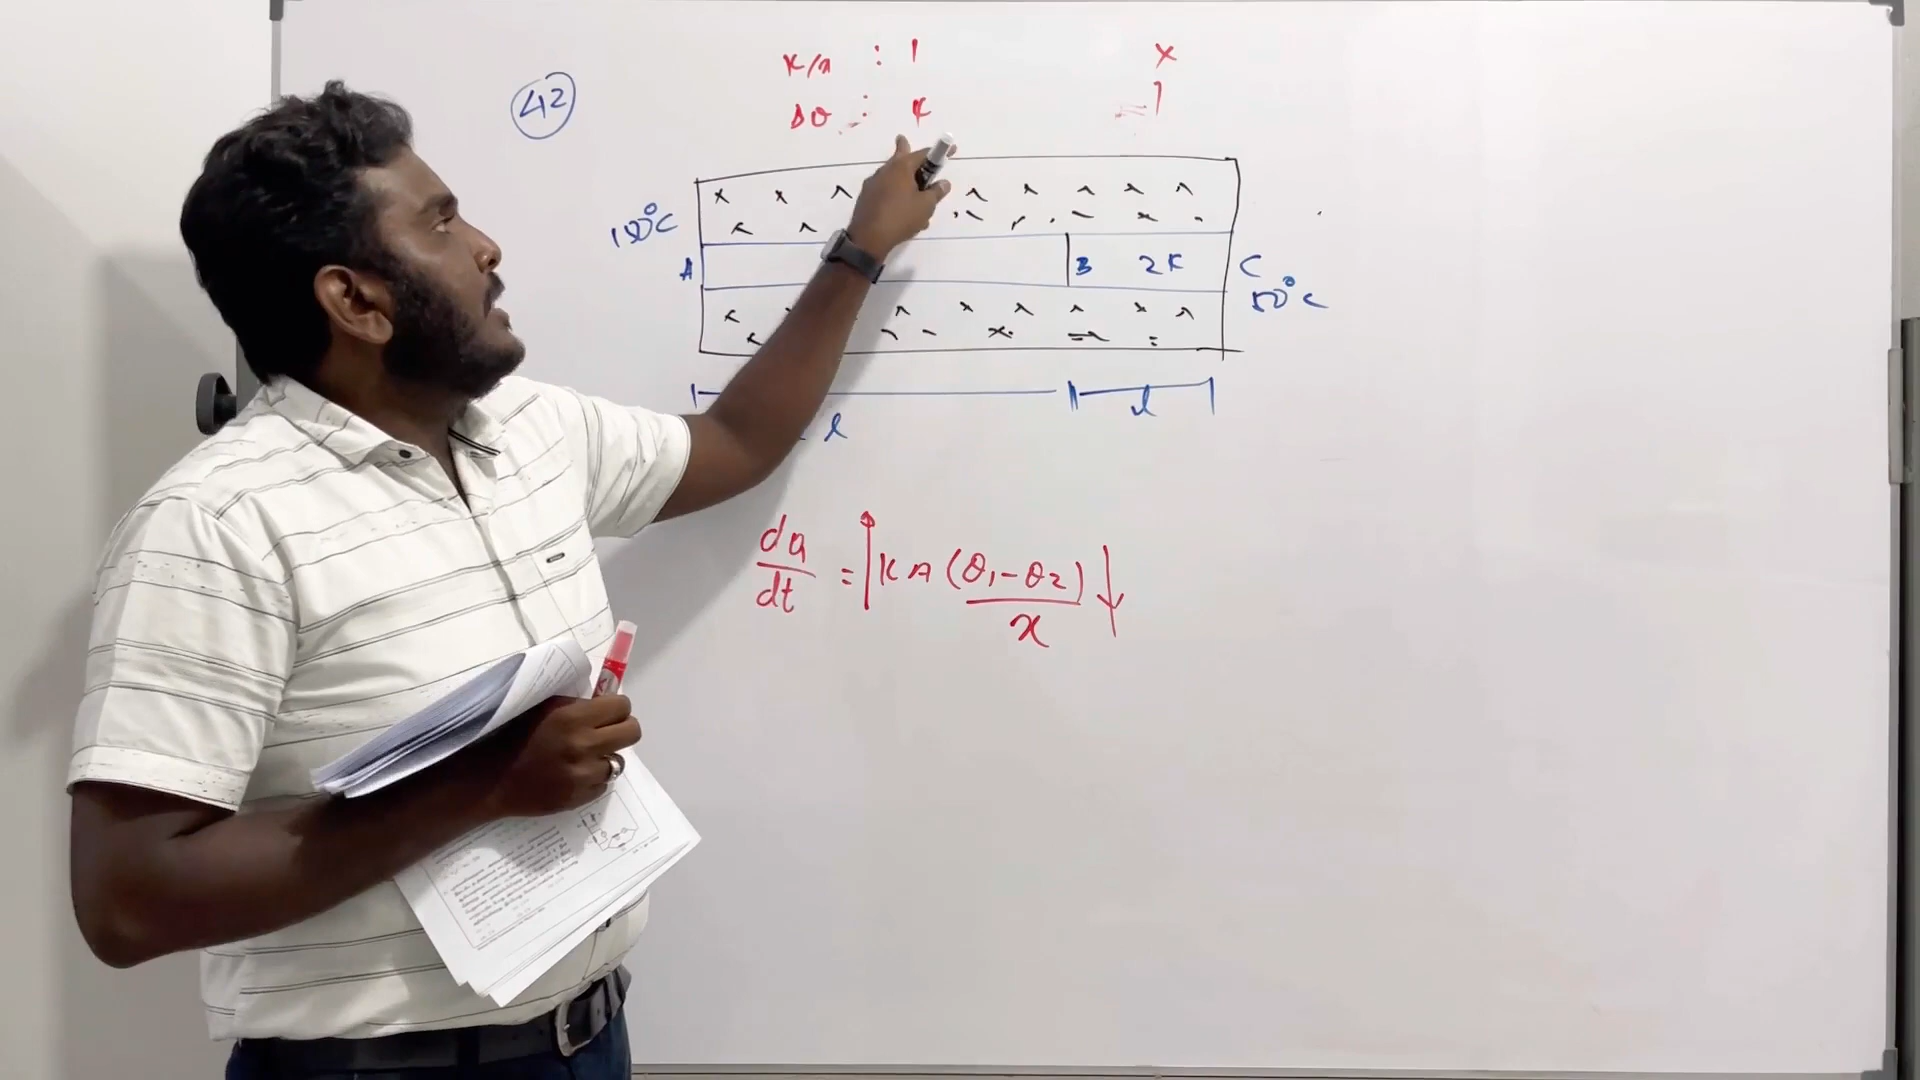 42
K/x : 1 x
Δθ : 4 = 1
100°C
A B 2K C
50°C
l l
dQ/dt = KA(θ₁-θ₂)/x